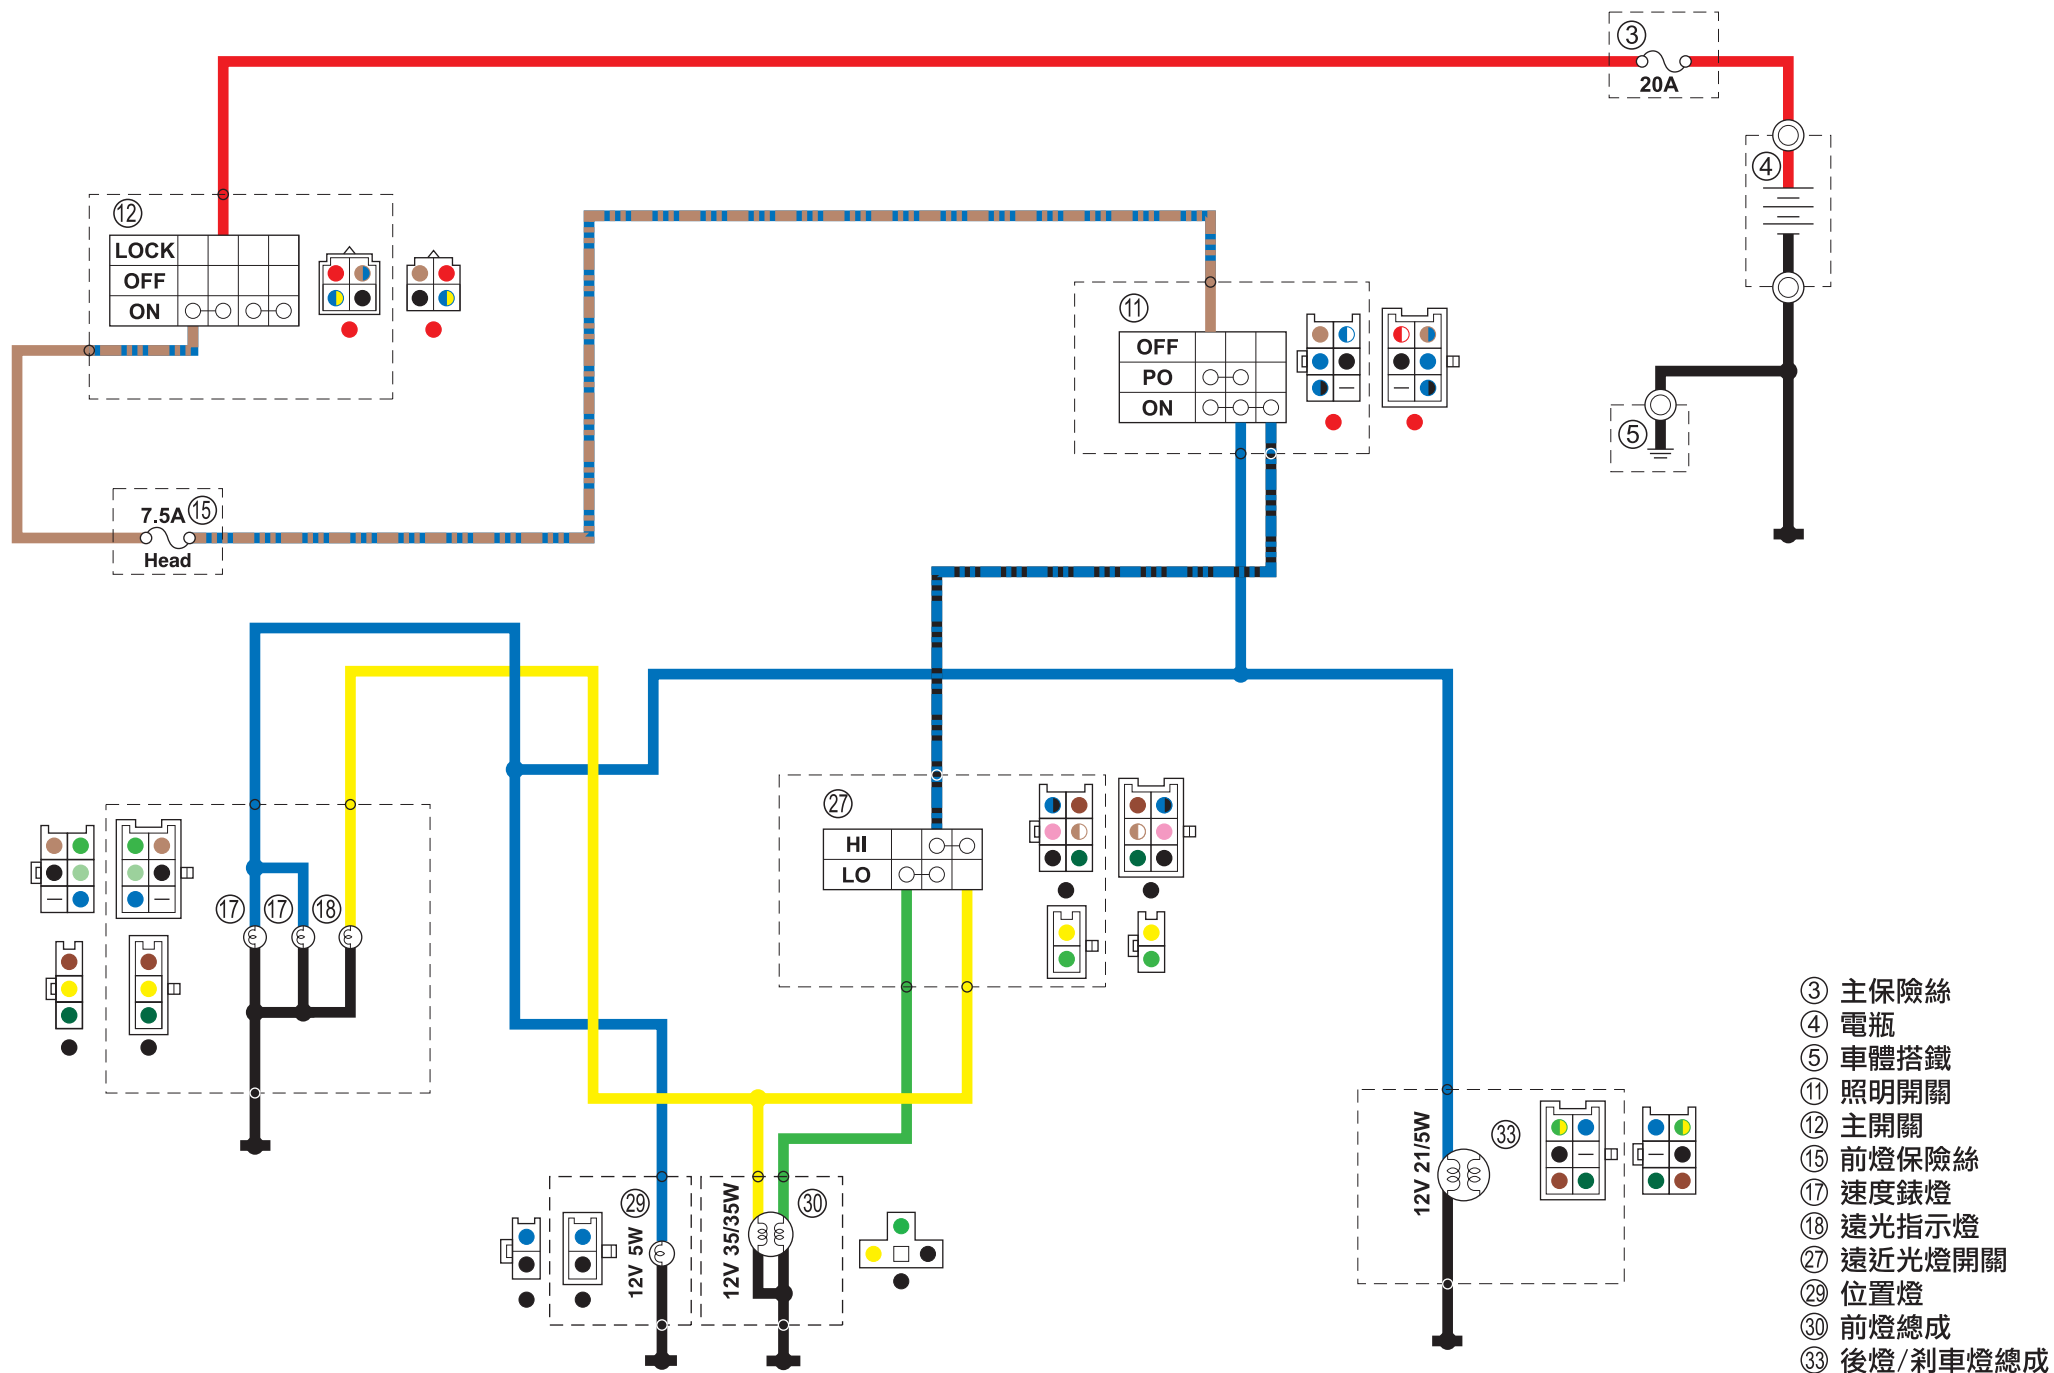 ③
20A
④
⑫
LOCK
OFF
ON
⑪
OFF
PO
ON
⑤
7.5A ⑮
Head
㉗
HI
LO
⑰ ⑰ ⑱
㉙
12V 5W
㉚
12V 35/35W
㉝
12V 21/5W
③ 主保險絲
④ 電瓶
⑤ 車體搭鐵
⑪ 照明開關
⑫ 主開關
⑮ 前燈保險絲
⑰ 速度錶燈
⑱ 遠光指示燈
㉗ 遠近光燈開關
㉙ 位置燈
㉚ 前燈總成
㉝ 後燈/剎車燈總成